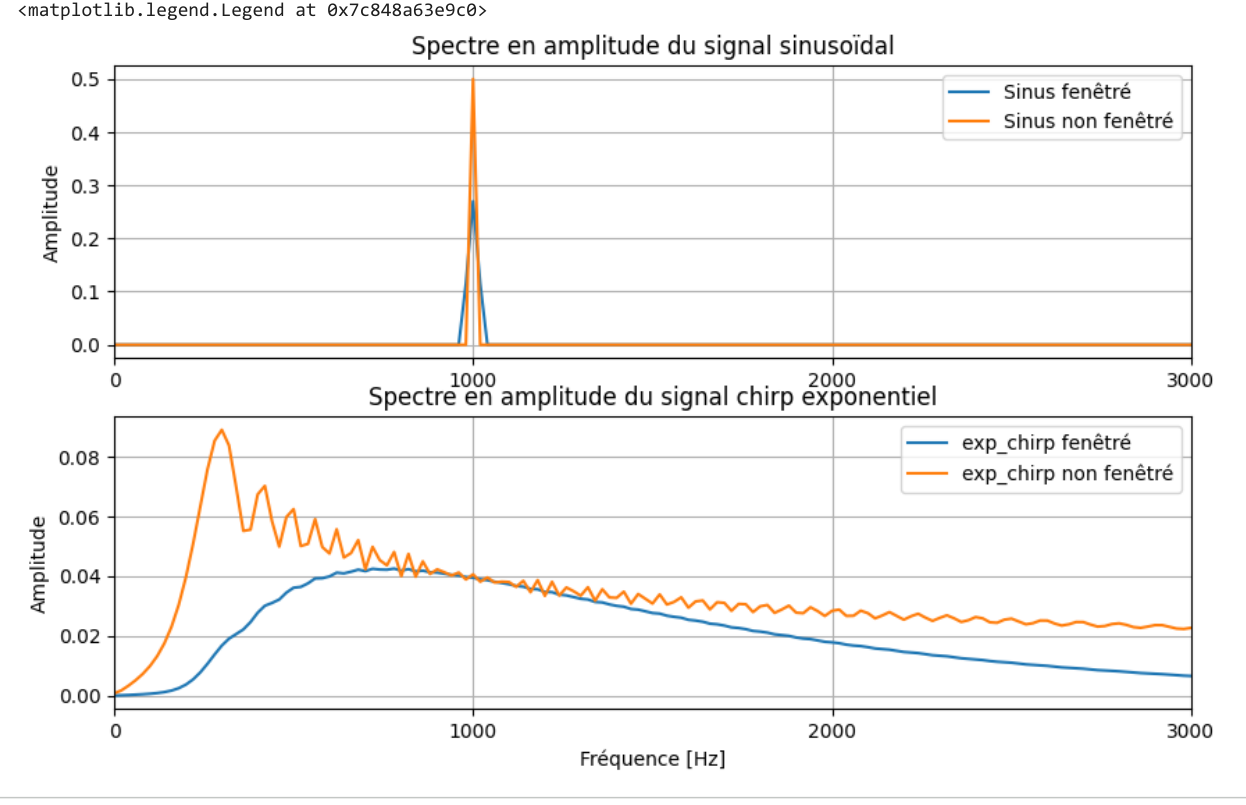 <matplotlib.legend.Legend at 0x7c848a63e9c0>
Spectre en amplitude du signal sinusoïdal
Sinus fenêtré
Sinus non fenêtré
Amplitude
0.5
0.4
0.3
0.2
0.1
0.0
0 1000 2000 3000
Spectre en amplitude du signal chirp exponentiel
exp_chirp fenêtré
exp_chirp non fenêtré
Amplitude
0.08
0.06
0.04
0.02
0.00
0 1000 2000 3000
Fréquence [Hz]